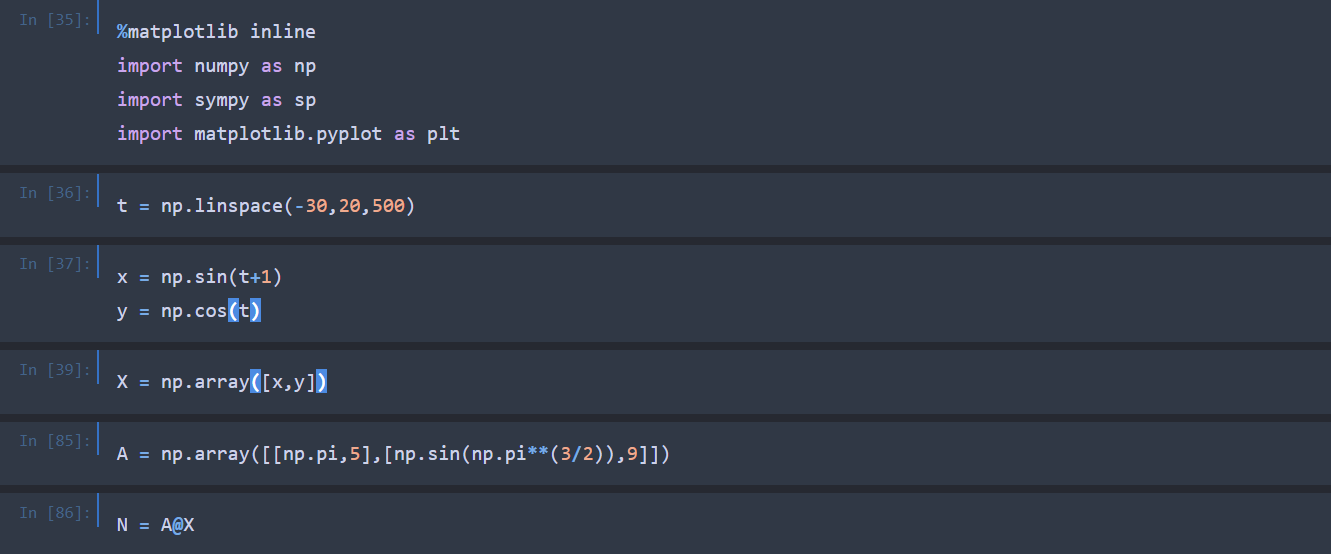 In [35]:
%matplotlib inline
import numpy as np
import sympy as sp
import matplotlib.pyplot as plt
In [36]:
t = np.linspace(-30,20,500)
In [37]:
x = np.sin(t+1)
y = np.cos(t)
In [39]:
X = np.array([x,y])
In [85]:
A = np.array([[np.pi,5],[np.sin(np.pi**(3/2)),9]])
In [86]:
N = A@X